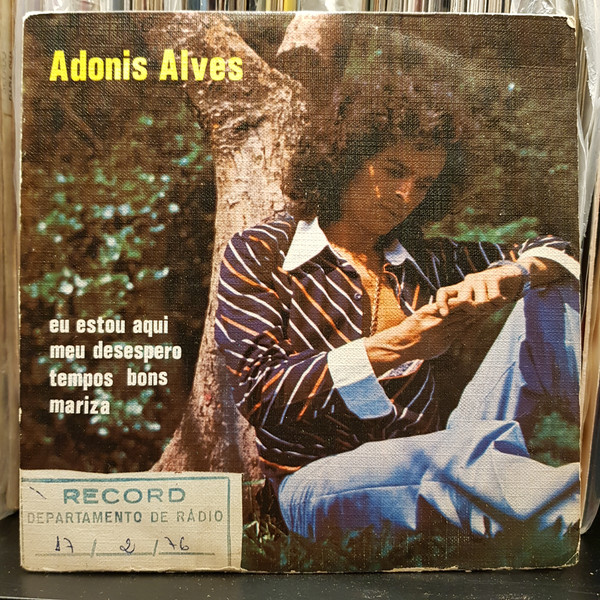 Adonis Alves
eu estou aqui
meu desespero
tempos bons
mariza
RECORD
DEPARTAMENTO DE RÁDIO
17 / 2 / 76